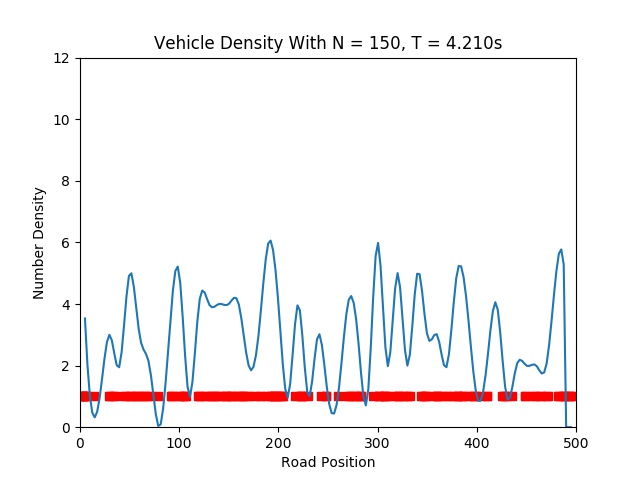 Vehicle Density With N = 150, T = 4.210s
12
10
8
6
4
2
0
Number Density
0 100 200 300 400 500
Road Position